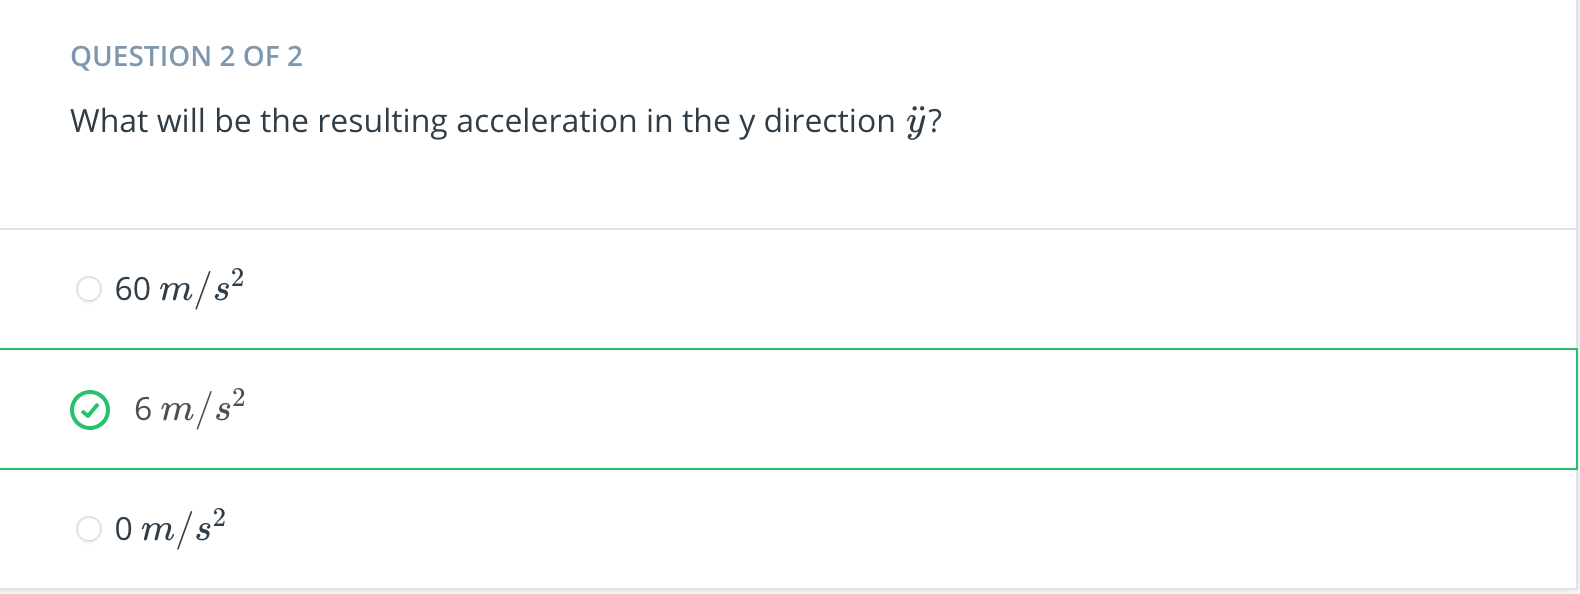 QUESTION 2 OF 2
What will be the resulting acceleration in the y direction ÿ?
60 m/s²
6 m/s²
0 m/s²